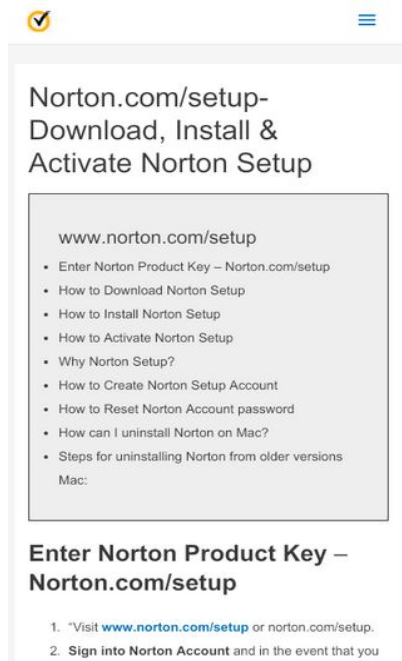 Norton.com/setup-
Download, Install &
Activate Norton Setup
www.norton.com/setup
• Enter Norton Product Key – Norton.com/setup
• How to Download Norton Setup
• How to Install Norton Setup
• How to Activate Norton Setup
• Why Norton Setup?
• How to Create Norton Setup Account
• How to Reset Norton Account password
• How can I uninstall Norton on Mac?
• Steps for uninstalling Norton from older versions
Mac:
Enter Norton Product Key –
Norton.com/setup
1. “Visit www.norton.com/setup or norton.com/setup.
2. Sign into Norton Account and in the event that you